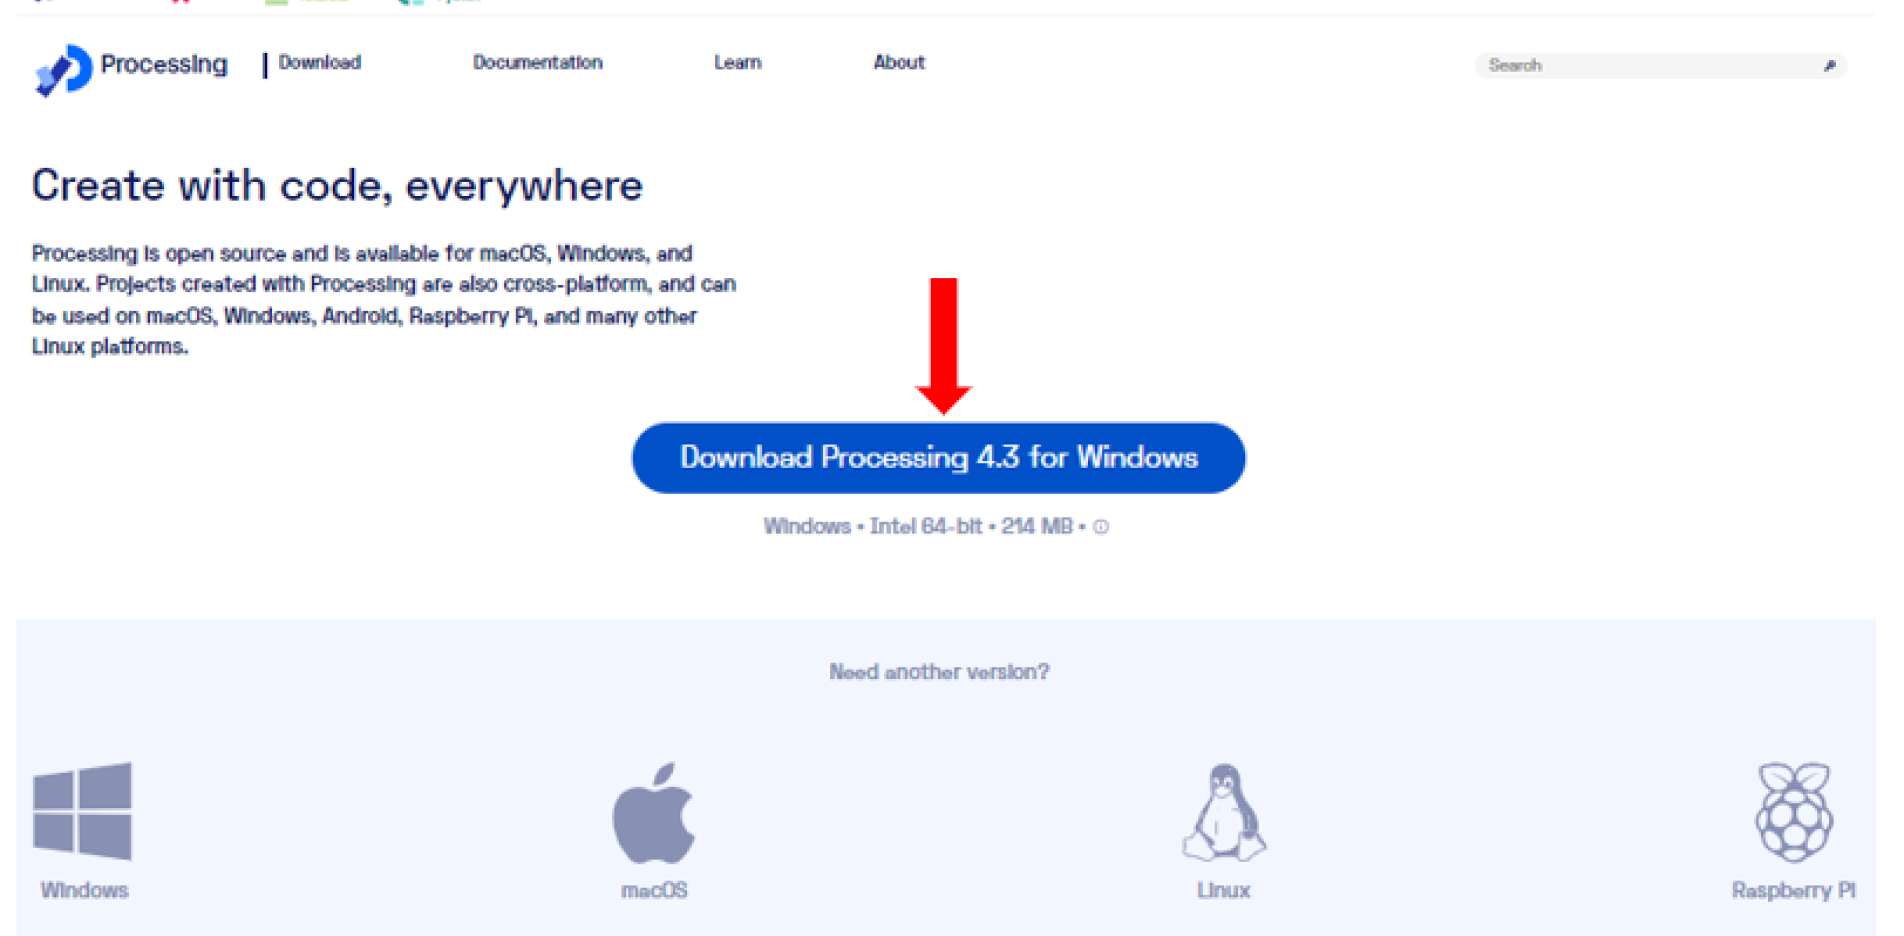 Processing
Download
Documentation
Learn
About
Search
Create with code, everywhere
Processing is open source and is available for macOS, Windows, and
Linux. Projects created with Processing are also cross-platform, and can
be used on macOS, Windows, Android, Raspberry Pi, and many other
Linux platforms.
Download Processing 4.3 for Windows
Windows • Intel 64-bit • 214 MB •
Need another version?
Windows
macOS
Linux
Raspberry Pi